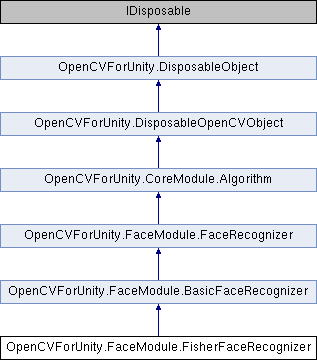 IDisposable
OpenCVForUnity.DisposableObject
OpenCVForUnity.DisposableOpenCVObject
OpenCVForUnity.CoreModule.Algorithm
OpenCVForUnity.FaceModule.FaceRecognizer
OpenCVForUnity.FaceModule.BasicFaceRecognizer
OpenCVForUnity.FaceModule.FisherFaceRecognizer